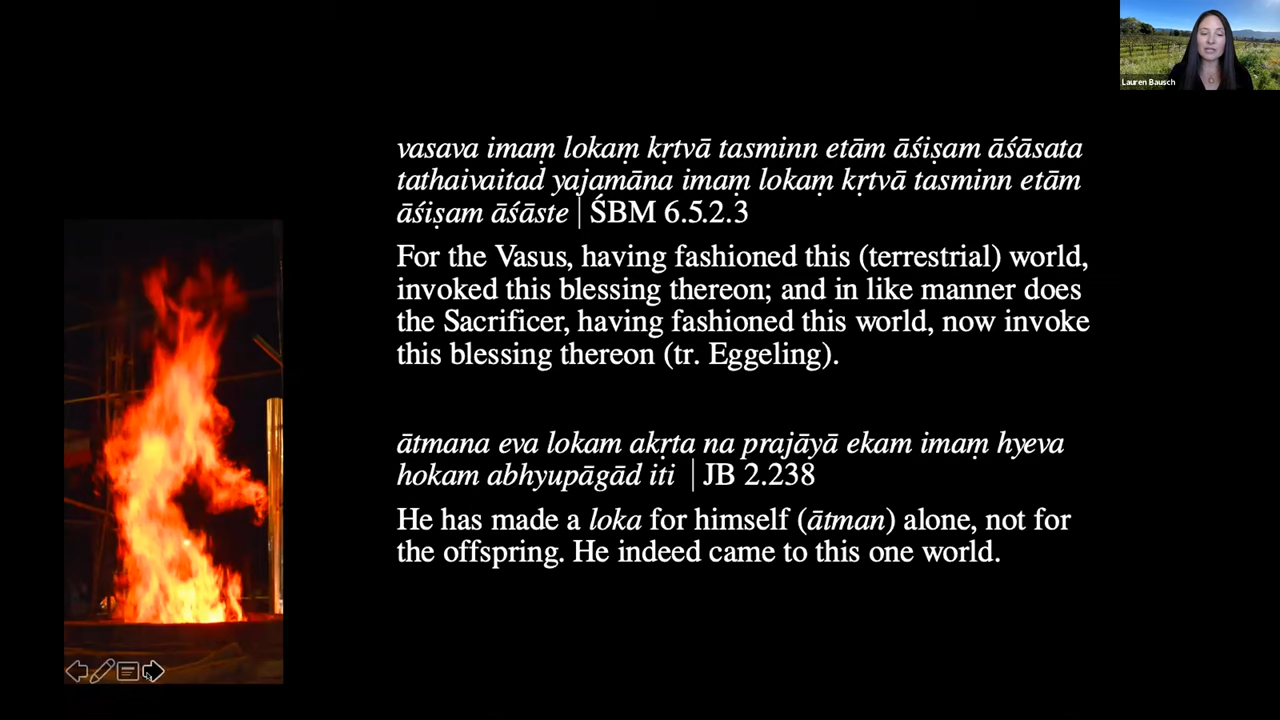 Lauren Bausch
vasava imaṃ lokaṃ kṛtvā tasminn etām āśiṣam āśāsata
tathaivaitad yajamāna imaṃ lokaṃ kṛtvā tasminn etām
āśiṣam āśāste | ŚBM 6.5.2.3
For the Vasus, having fashioned this (terrestrial) world,
invoked this blessing thereon; and in like manner does
the Sacrificer, having fashioned this world, now invoke
this blessing thereon (tr. Eggeling).
ātmana eva lokam akṛta na prajāyā ekam imaṃ hyeva
hokam abhyupāgād iti | JB 2.238
He has made a loka for himself (ātman) alone, not for
the offspring. He indeed came to this one world.